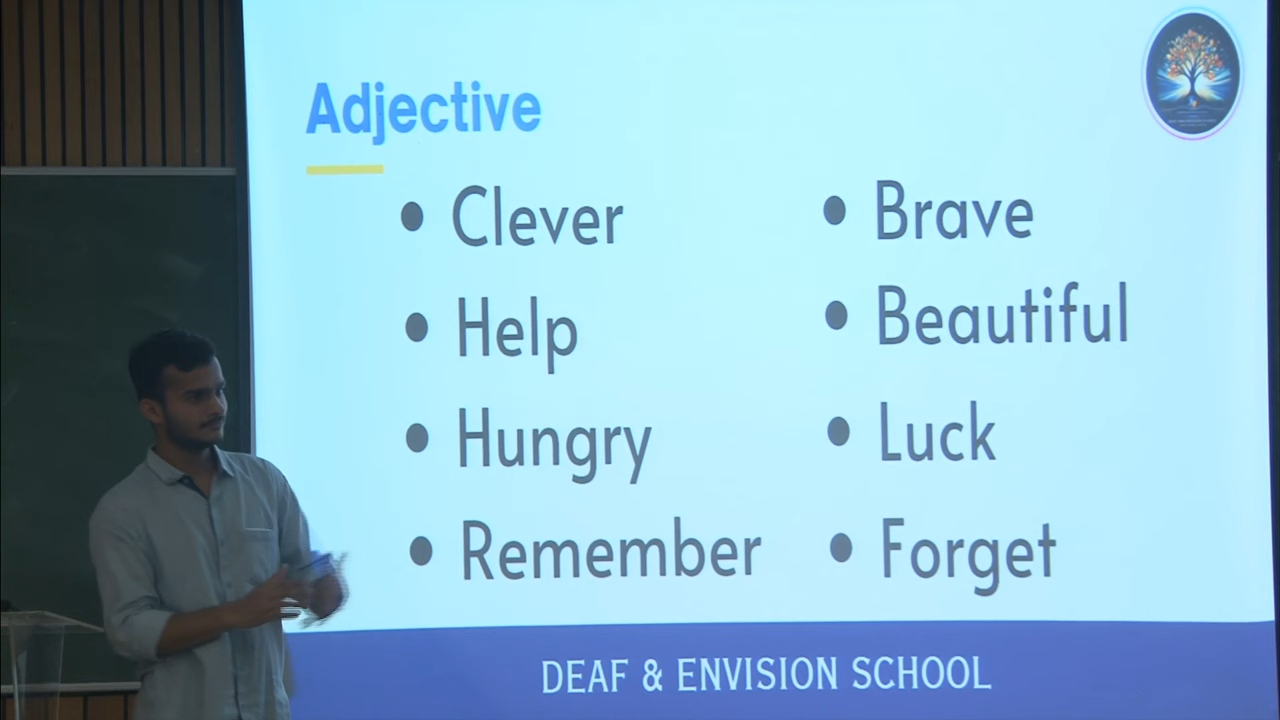 Adjective
• Clever
• Help
• Hungry
• Remember
• Brave
• Beautiful
• Luck
• Forget
DEAF & ENVISION SCHOOL